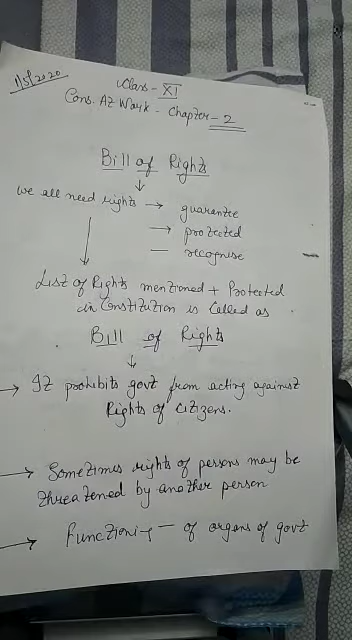 1/5/2020
Class - XI
Cons. At Work - Chapter - 2
Bill of Rights
↓
we all need rights → guarantee
→ protected
— recognise
List of Rights mentioned + Protected
in Constitution is Called as
Bill of Rights
↓
→ It prohibits govt from acting against
Rights of citizens.
→ Sometimes rights of persons may be
threatened by another person
→ Functioning — of organs of govt